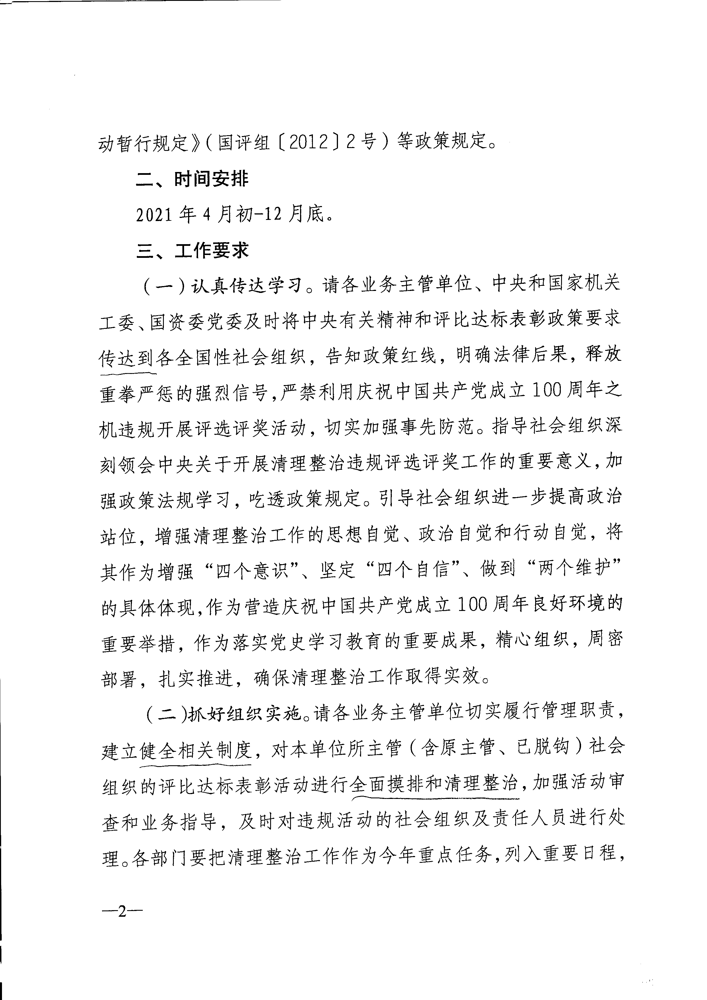 动暂行规定》（国评组〔2012〕2号）等政策规定。
二、时间安排
2021 年 4 月初-12 月底。
三、工作要求
（一）认真传达学习。请各业务主管单位、中央和国家机关
工委、国资委党委及时将中央有关精神和评比达标表彰政策要求
传达到各全国性社会组织，告知政策红线，明确法律后果，释放
重拳严惩的强烈信号，严禁利用庆祝中国共产党成立 100 周年之
机违规开展评选评奖活动，切实加强事先防范。指导社会组织深
刻领会中央关于开展清理整治违规评选评奖工作的重要意义，加
强政策法规学习，吃透政策规定。引导社会组织进一步提高政治
站位，增强清理整治工作的思想自觉、政治自觉和行动自觉，将
其作为增强“四个意识”、坚定“四个自信”、做到“两个维护”
的具体体现，作为营造庆祝中国共产党成立 100 周年良好环境的
重要举措，作为落实党史学习教育的重要成果，精心组织，周密
部署，扎实推进，确保清理整治工作取得实效。
（二）抓好组织实施。请各业务主管单位切实履行管理职责，
建立健全相关制度，对本单位所主管（含原主管、已脱钩）社会
组织的评比达标表彰活动进行全面摸排和清理整治，加强活动审
查和业务指导，及时对违规活动的社会组织及责任人员进行处
理。各部门要把清理整治工作作为今年重点任务，列入重要日程，
—2—